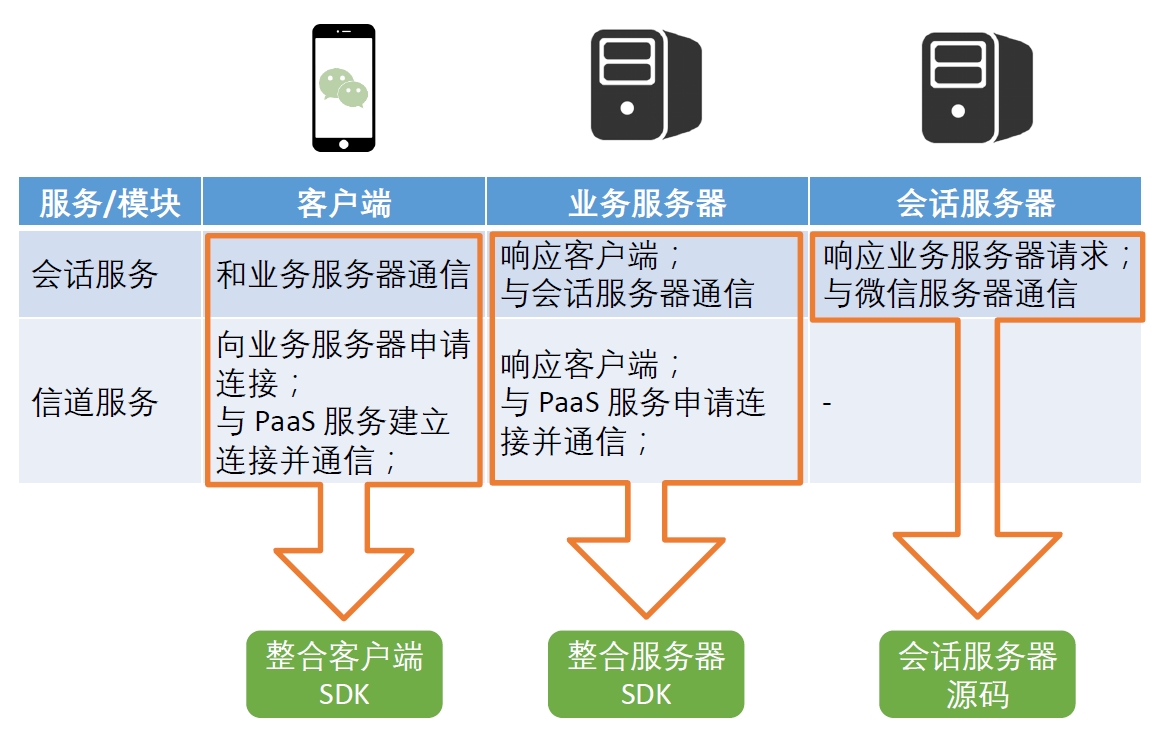 服务/模块
客户端
业务服务器
会话服务器
会话服务
和业务服务器通信
响应客户端；
与会话服务器通信
响应业务服务器请求；
与微信服务器通信
信道服务
向业务服务器申请
连接；
与 PaaS 服务建立
连接并通信；
响应客户端；
与 PaaS 服务申请连
接并通信；
-
整合客户端
SDK
整合服务器
SDK
会话服务器
源码